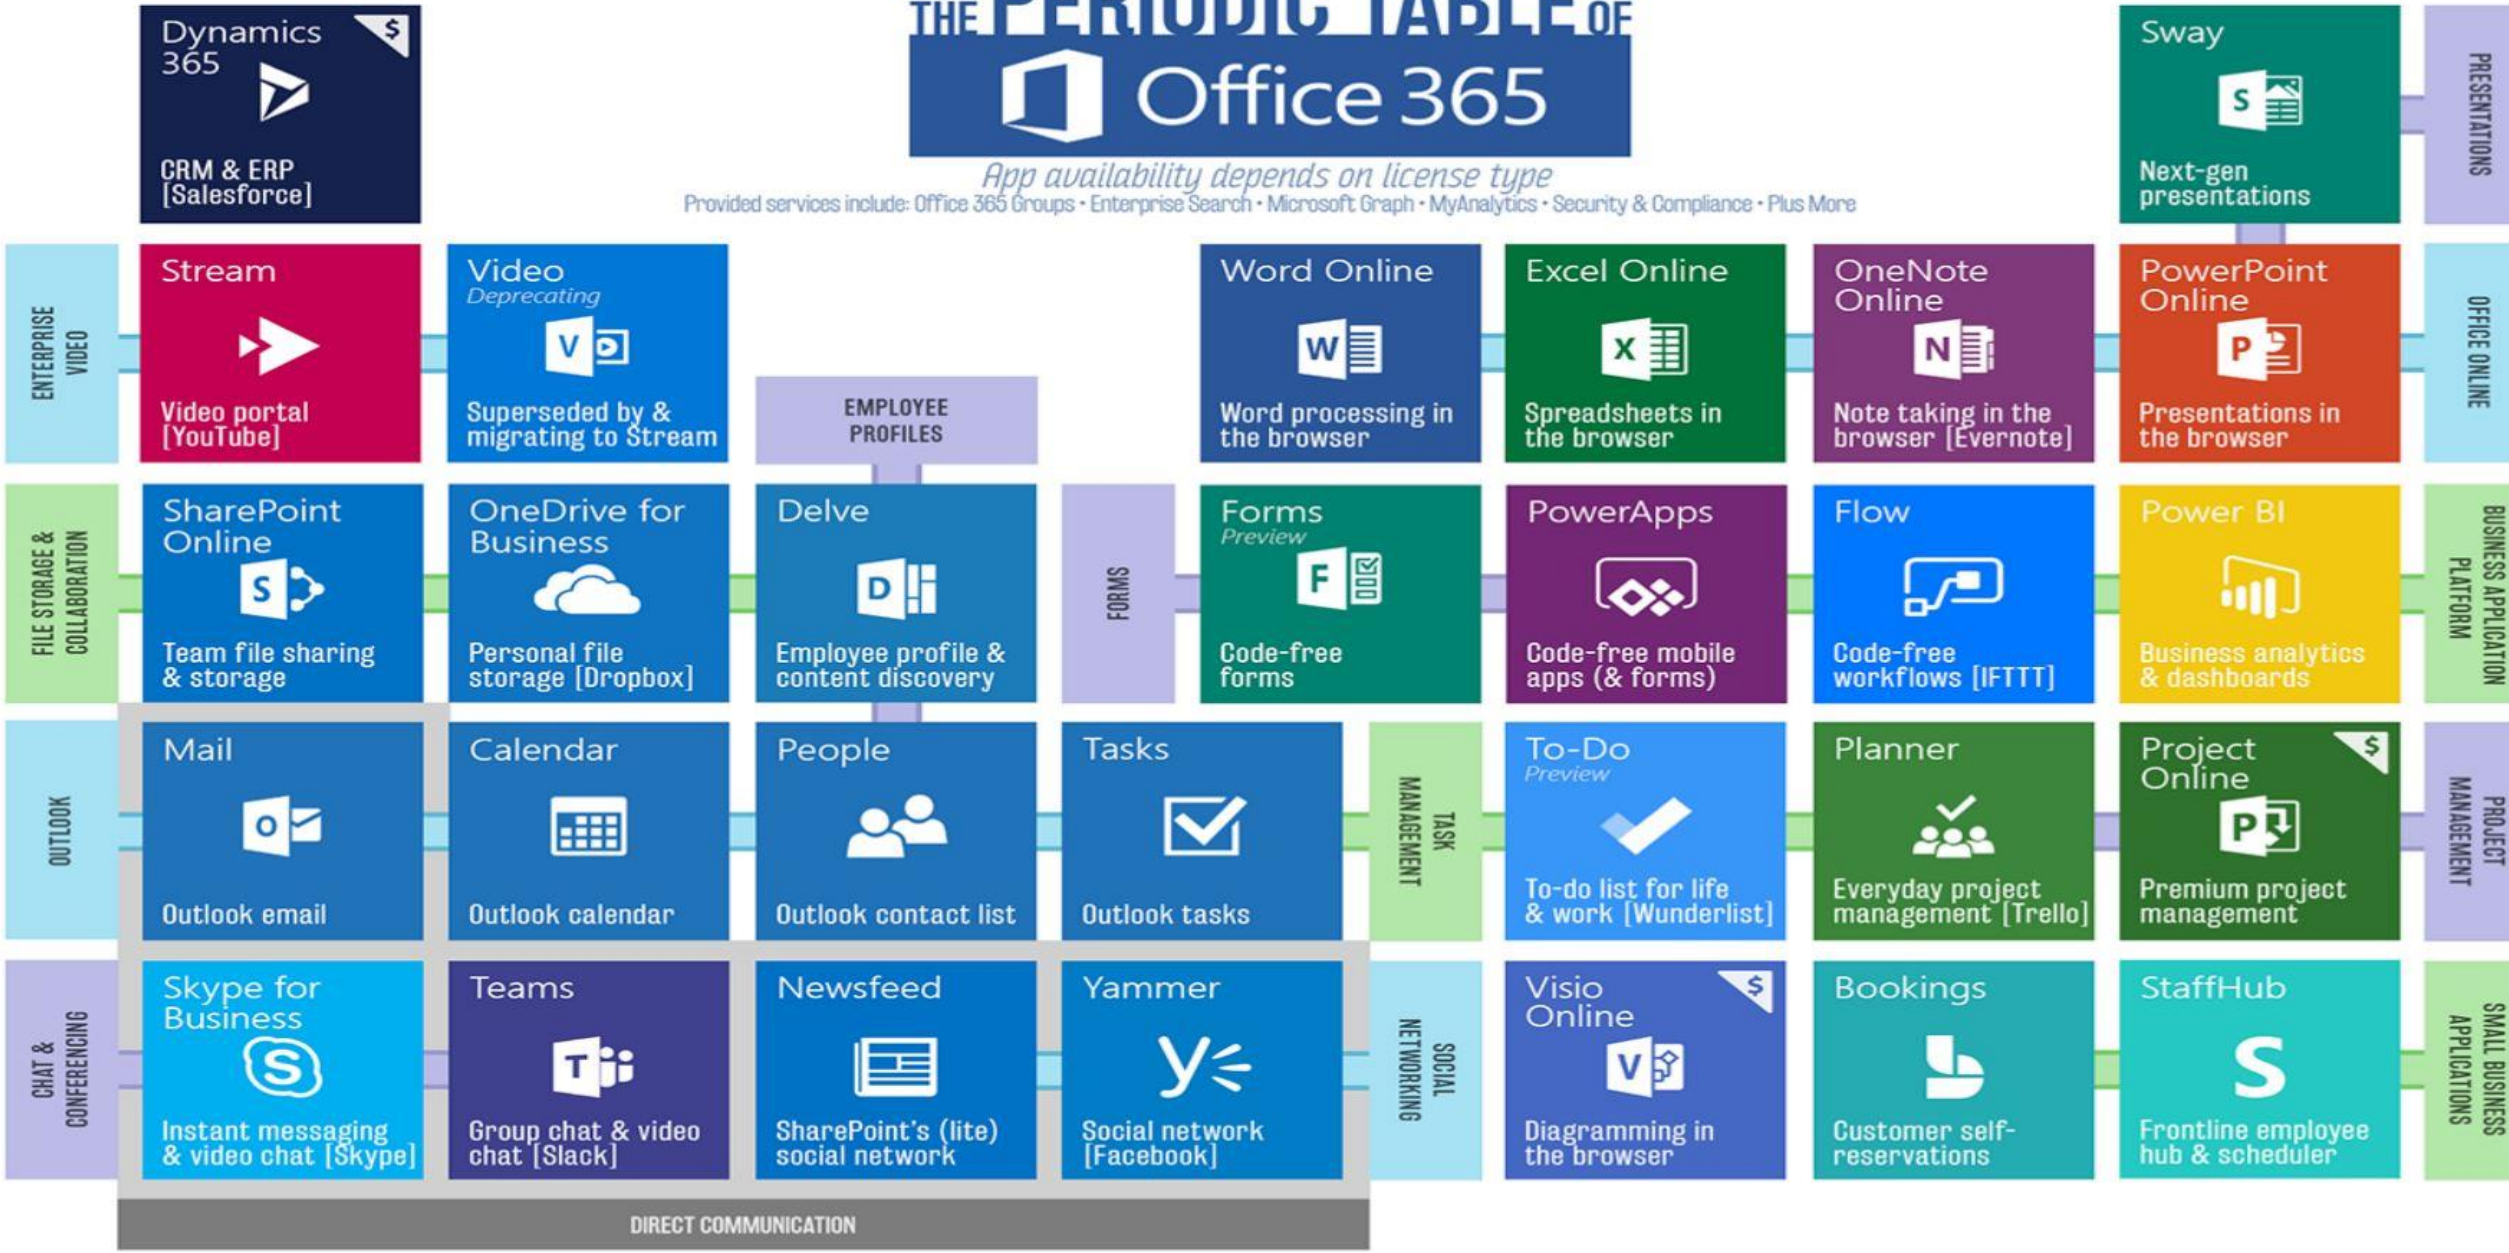 THE PERIODIC TABLE OF
Office 365
App availability depends on license type
Provided services include: Office 365 Groups • Enterprise Search • Microsoft Graph • MyAnalytics • Security & Compliance • Plus More
Dynamics
365
$
CRM & ERP
[Salesforce]
Sway
S
Next-gen
presentations
PRESENTATIONS
ENTERPRISE
VIDEO
Stream
Video portal
[YouTube]
Video
Deprecating
V
Superseded by &
migrating to Stream
EMPLOYEE
PROFILES
Word Online
W
Word processing in
the browser
Excel Online
X
Spreadsheets in
the browser
OneNote
Online
N
Note taking in the
browser [Evernote]
PowerPoint
Online
P
Presentations in
the browser
OFFICE ONLINE
FILE STORAGE &
COLLABORATION
SharePoint
Online
S
Team file sharing
& storage
OneDrive for
Business
Personal file
storage [Dropbox]
Delve
D
Employee profile &
content discovery
FORMS
Forms
Preview
F
Code-free
forms
PowerApps
Code-free mobile
apps (& forms)
Flow
Code-free
workflows [IFTTT]
Power BI
Business analytics
& dashboards
BUSINESS APPLICATION
PLATFORM
OUTLOOK
Mail
O
Outlook email
Calendar
Outlook calendar
People
Outlook contact list
Tasks
Outlook tasks
TASK
MANAGEMENT
To-Do
Preview
To-do list for life
& work [Wunderlist]
Planner
Everyday project
management [Trello]
Project
Online
$
P
Premium project
management
PROJECT
MANAGEMENT
CHAT &
CONFERENCING
Skype for
Business
S
Instant messaging
& video chat [Skype]
Teams
T
Group chat & video
chat [Slack]
Newsfeed
SharePoint's (lite)
social network
Yammer
y
Social network
[Facebook]
SOCIAL
NETWORKING
Visio
Online
$
V
Diagramming in
the browser
Bookings
b
Customer self-
reservations
StaffHub
S
Frontline employee
hub & scheduler
SMALL BUSINESS
APPLICATIONS
DIRECT COMMUNICATION